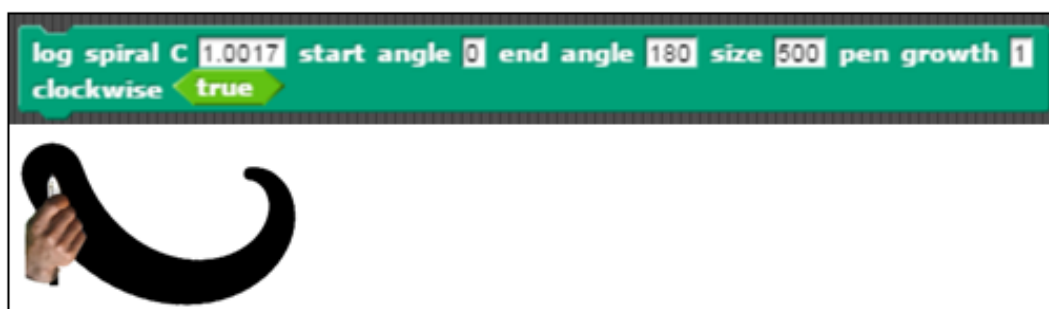 log spiral C 1.0017 start angle 0 end angle 180 size 500 pen growth 1
clockwise true